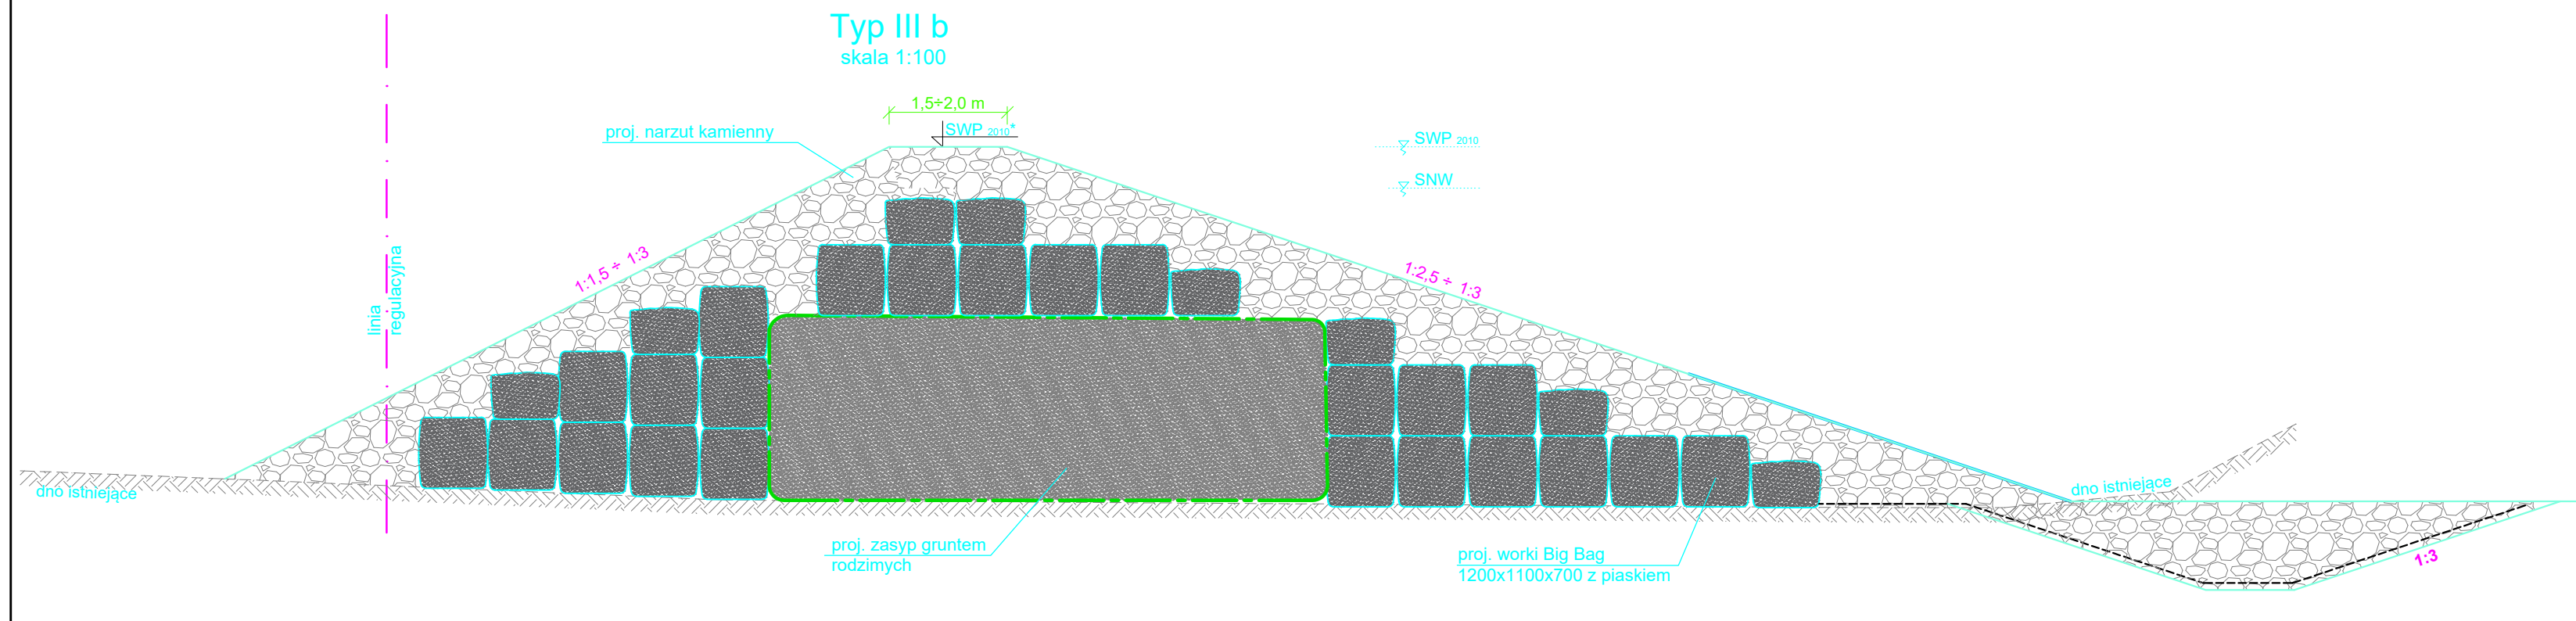 Typ III b
skala 1:100
1,5÷2,0 m
SWP 2010*
proj. narzut kamienny
SWP 2010
SNW
linia
regulacyjna
1:1,5 ÷ 1:3
1:2,5 ÷ 1:3
dno istniejące
dno istniejące
proj. zasyp gruntem
rodzimych
proj. worki Big Bag
1200x1100x700 z piaskiem
1:3